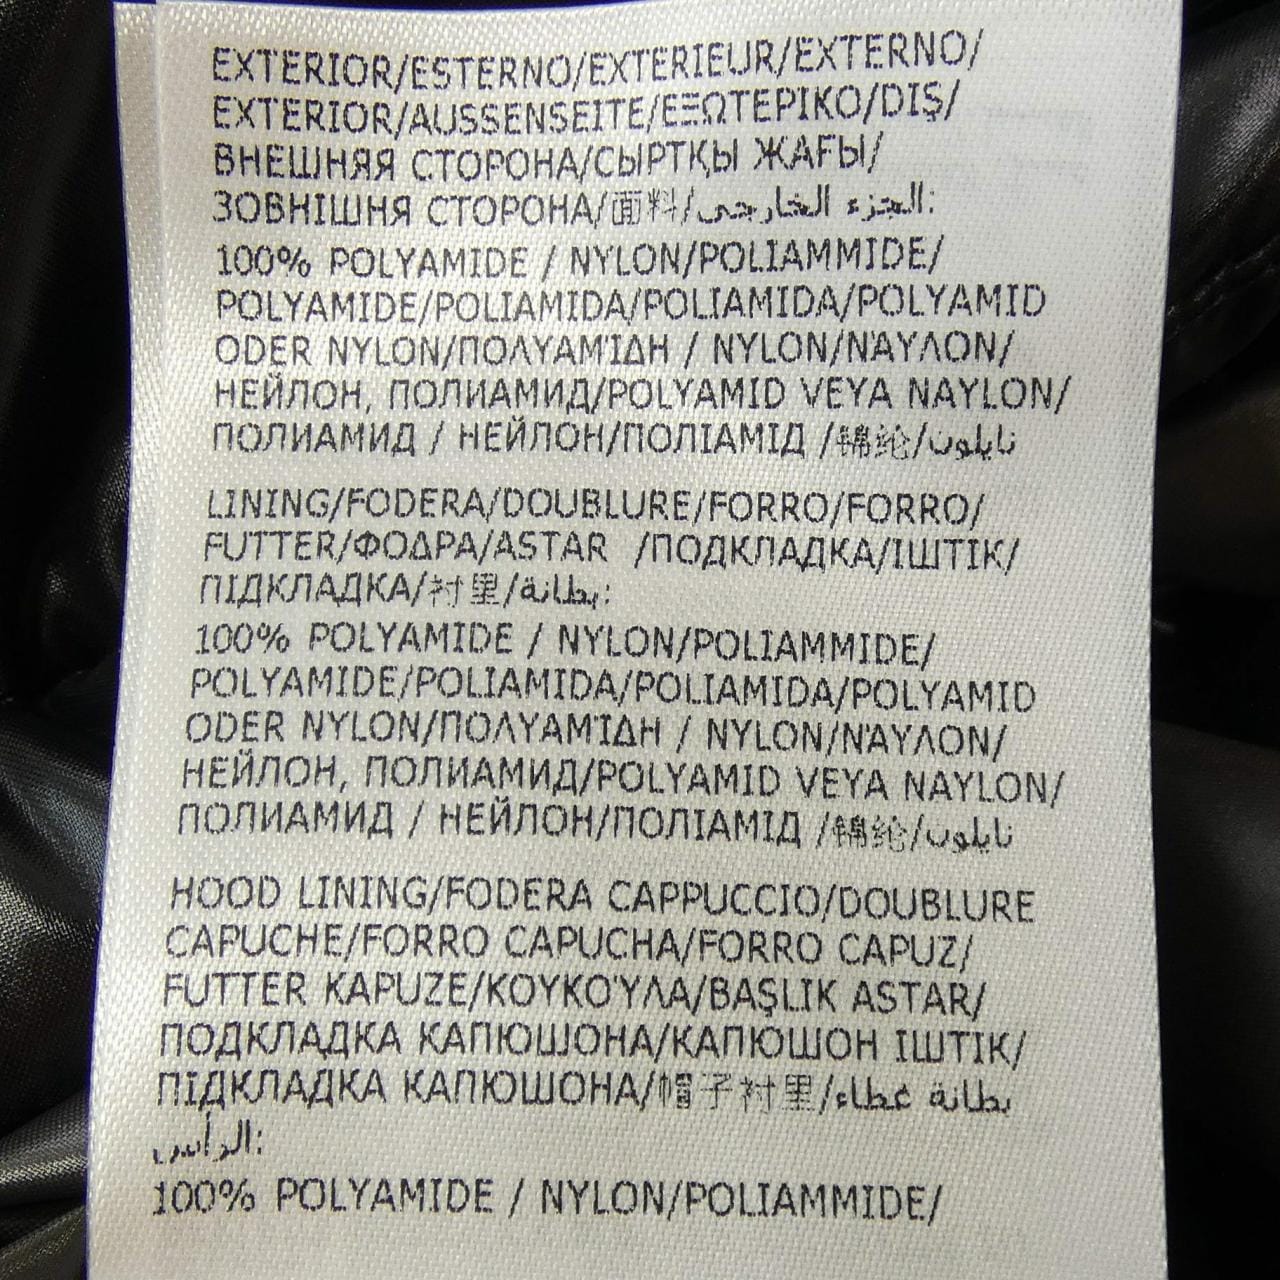 EXTERIOR/ESTERNO/EXTERIEUR/EXTERNO/
EXTERIOR/AUSSENSEITE/ΕΞΩΤΕΡΙΚΟ/DIŞ/
ВНЕШНЯЯ СТОРОНА/СЫРТҚЫ ЖАҒЫ/
ЗОВНІШНЯ СТОРОНА/面料/الجزء الخارجي:
100% POLYAMIDE / NYLON/POLIAMMIDE/
POLYAMIDE/POLIAMIDA/POLIAMIDA/POLYAMID
ODER NYLON/ΠΟΛΥΑΜΊΔΗ / NYLON/ΝΆΥΛΟΝ/
НЕЙЛОН, ПОЛИАМИД/POLYAMID VEYA NAYLON/
ПОЛИАМИД / НЕЙЛОН/ПОЛІАМІД /锦纶/نايلون
LINING/FODERA/DOUBLURE/FORRO/FORRO/
FUTTER/ΦΟΔΡΑ/ASTAR /ПОДКЛАДКА/ІШТІК/
ПІДКЛАДКА/衬里/بطانة:
100% POLYAMIDE / NYLON/POLIAMMIDE/
POLYAMIDE/POLIAMIDA/POLIAMIDA/POLYAMID
ODER NYLON/ΠΟΛΥΑΜΊΔΗ / NYLON/ΝΆΥΛΟΝ/
НЕЙЛОН, ПОЛИАМИД/POLYAMID VEYA NAYLON/
ПОЛИАМИД / НЕЙЛОН/ПОЛІАМІД /锦纶/نايلون
HOOD LINING/FODERA CAPPUCCIO/DOUBLURE
CAPUCHE/FORRO CAPUCHA/FORRO CAPUZ/
FUTTER KAPUZE/ΚΟΥΚΟΎΛΑ/BAŞLIK ASTAR/
ПОДКЛАДКА КАПЮШОНА/КАПЮШОН ІШТІК/
ПІДКЛАДКА КАПЮШОНА/帽子衬里/بطانة غطاء
الرأس:
100% POLYAMIDE / NYLON/POLIAMMIDE/